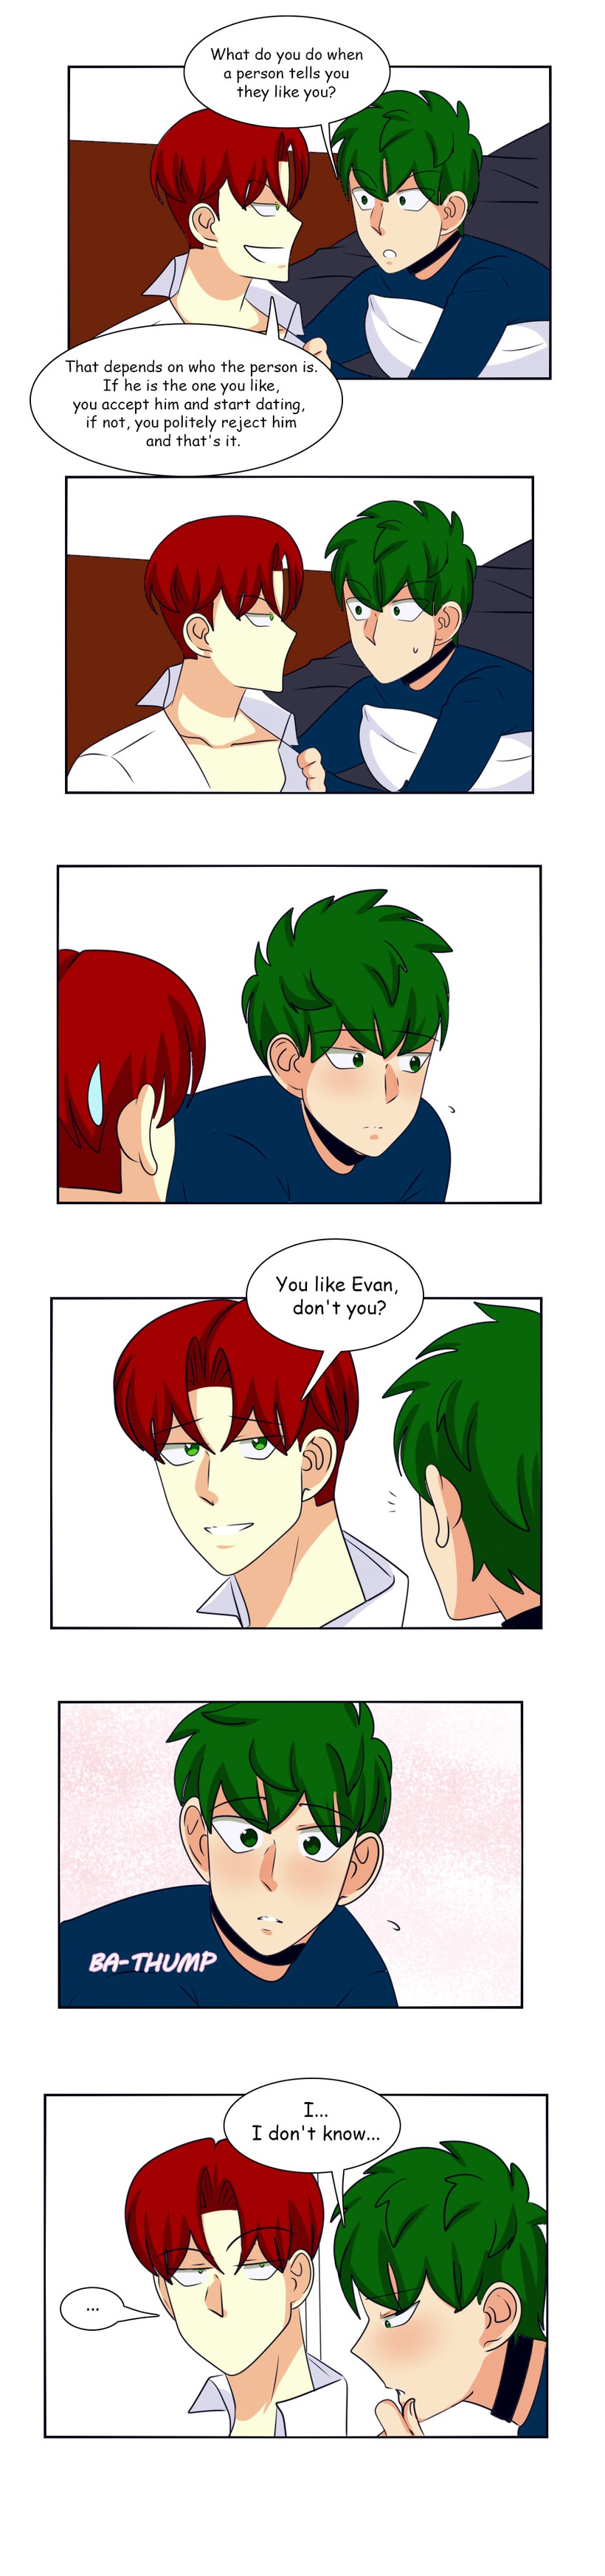 What do you do when
a person tells you
they like you?
That depends on who the person is.
If he is the one you like,
you accept him and start dating,
if not, you politely reject him
and that's it.
You like Evan,
don't you?
BA-THUMP
I...
I don't know...
...